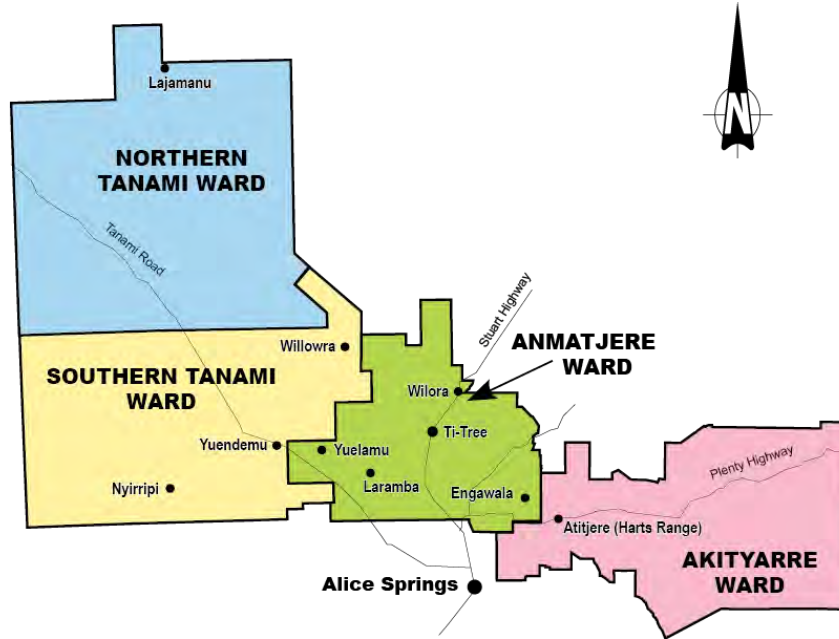 Lajamanu
N
NORTHERN
TANAMI WARD
Tanami Road
Stuart Highway
Willowra
ANMATJERE
WARD
SOUTHERN TANAMI
WARD
Wilora
Ti-Tree
Yuendemu
Yuelamu
Laramba
Nyirripi
Engawala
Plenty Highway
Atitjere (Harts Range)
AKITYARRE
WARD
Alice Springs